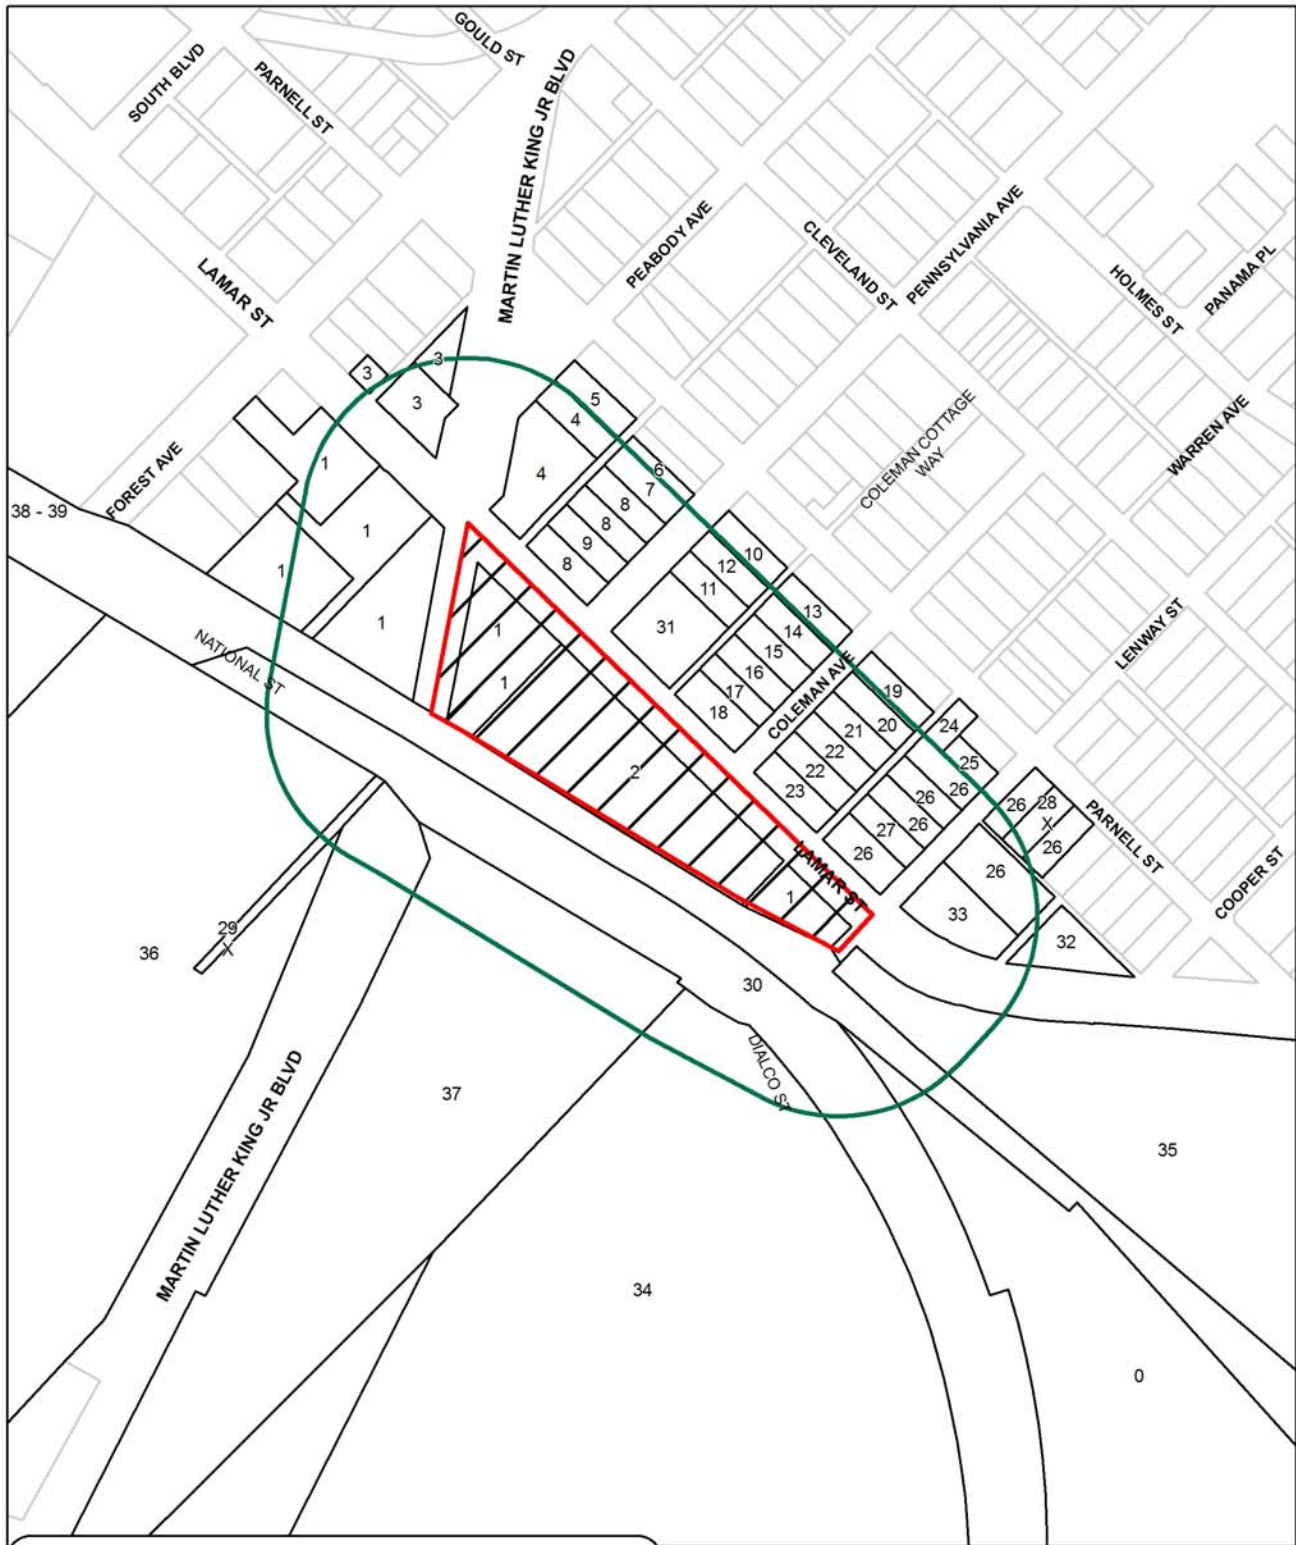 GOULD ST
SOUTH BLVD
PARNELL ST
MARTIN LUTHER KING JR BLVD
PEABODY AVE
CLEVELAND ST
PENNSYLVANIA AVE
HOLMES ST
PANAMA PL
LAMAR ST
3
3
3
5
4
COLEMAN COTTAGE
WAY
WARREN AVE
FOREST AVE
1
4
6
7
8
8
9
8
38 - 39
1
1
1
10
12
11
13
31
14
15
16
17
18
LENWAY ST
NATIONAL ST
1
1
COLEMAN AVE
19
20
21
22
22
23
24
25
2
26
26
26
27
26
26
28
X
26
PARNELL ST
LAMAR ST
1
26
33
32
COOPER ST
29
X
36
30
DIALCO ST
37
MARTIN LUTHER KING JR BLVD
35
34
0